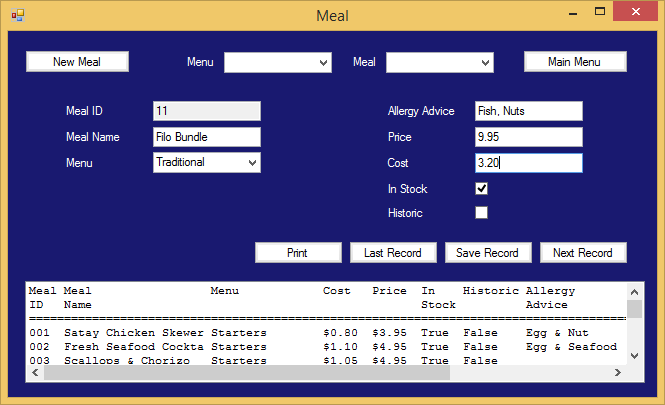 Meal
New Meal Menu Meal Main Menu
Meal ID 11 Allergy Advice Fish, Nuts
Meal Name Filo Bundle Price 9.95
Menu Traditional Cost 3.20
In Stock
Historic
Print Last Record Save Record Next Record
Meal Meal Menu Cost Price In Historic Allergy
ID Name Stock Advice
==========================================================================================
001 Satay Chicken Skewer Starters $0.80 $3.95 True False Egg & Nut
002 Fresh Seafood Cockta Starters $1.10 $4.95 True False Egg & Seafood
003 Scallops & Chorizo Starters $1.05 $4.95 True False